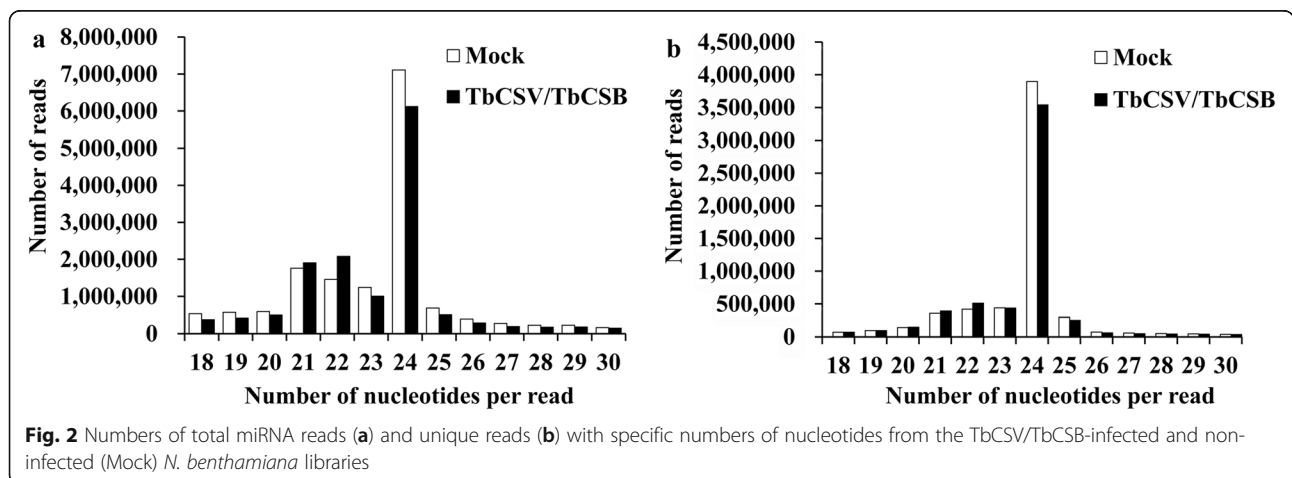 a
8,000,000
7,000,000
6,000,000
5,000,000
4,000,000
3,000,000
2,000,000
1,000,000
0
Number of reads
Mock
TbCSV/TbCSB
18 19 20 21 22 23 24 25 26 27 28 29 30
Number of nucleotides per read
b
4,500,000
4,000,000
3,500,000
3,000,000
2,500,000
2,000,000
1,500,000
1,000,000
500,000
0
Number of reads
Mock
TbCSV/TbCSB
18 19 20 21 22 23 24 25 26 27 28 29 30
Number of nucleotides per read
Fig. 2 Numbers of total miRNA reads (a) and unique reads (b) with specific numbers of nucleotides from the TbCSV/TbCSB-infected and non-
infected (Mock) N. benthamiana libraries